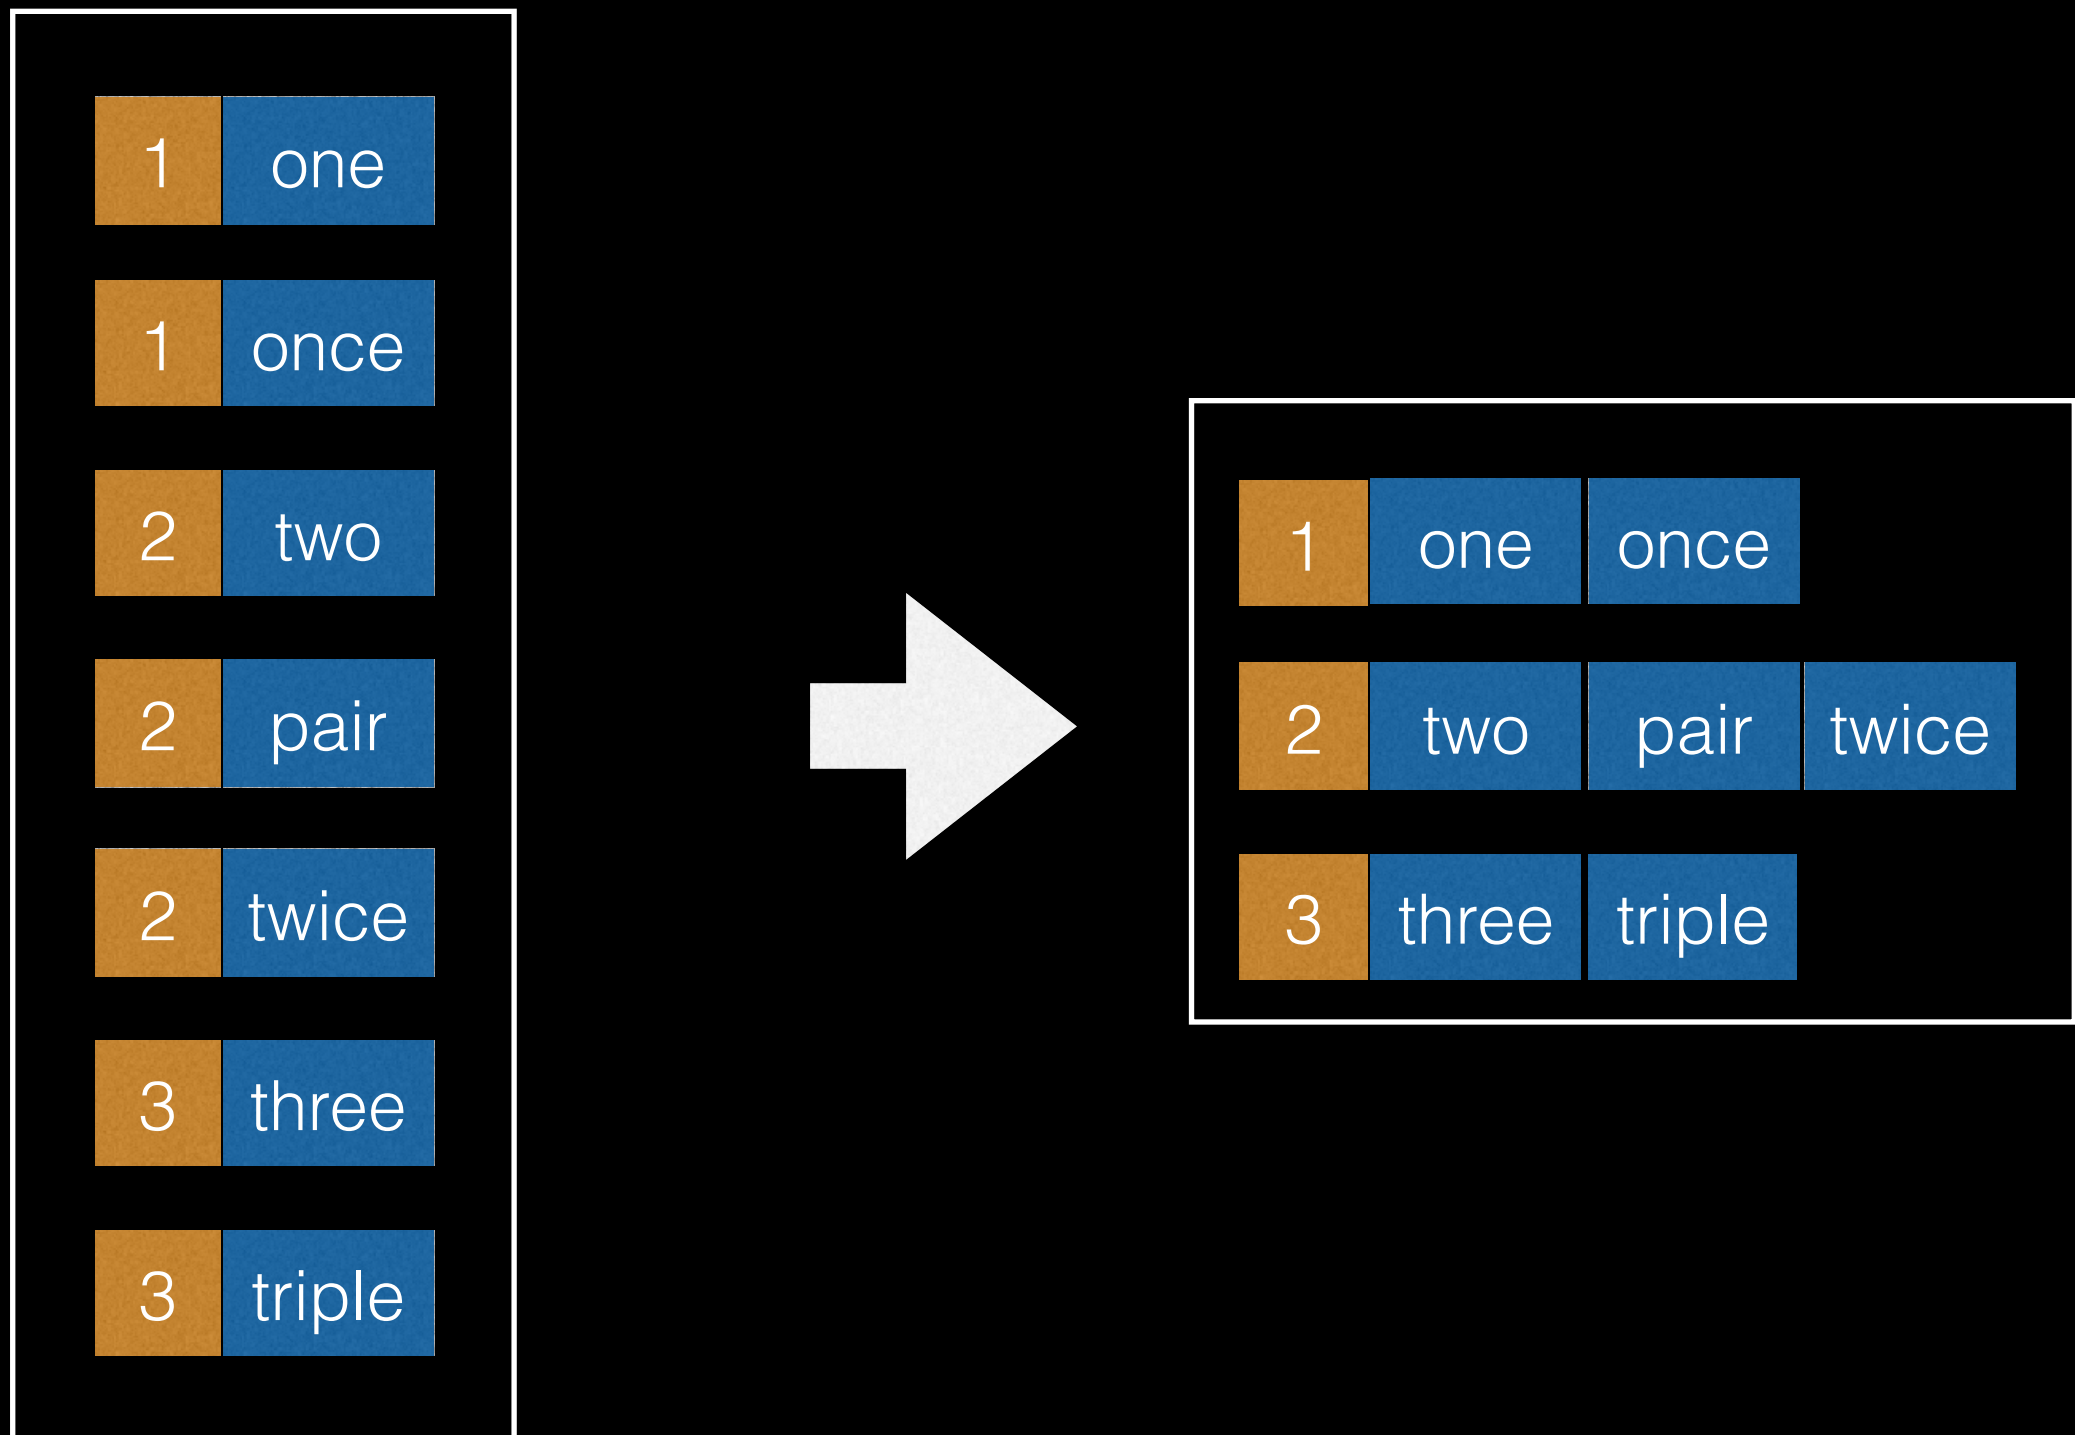 1 one
1 once
2 two
2 pair
2 twice
3 three
3 triple
1 one once
2 two pair twice
3 three triple